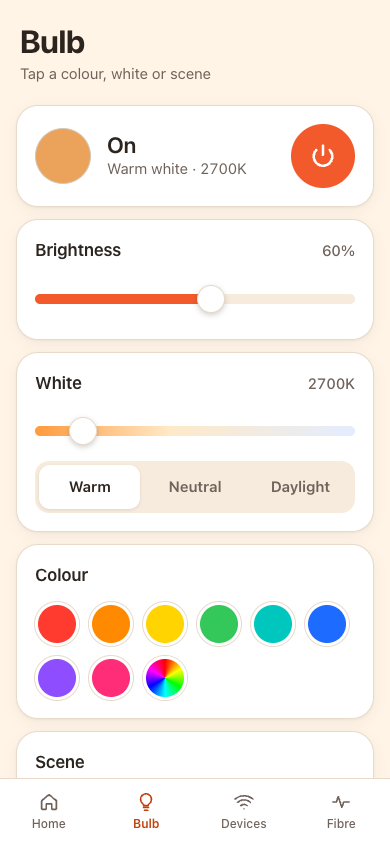 Bulb
Tap a colour, white or scene
On
Warm white · 2700K
Brightness
60%
White
2700K
Warm
Neutral
Daylight
Colour
Scene
Home
Bulb
Devices
Fibre